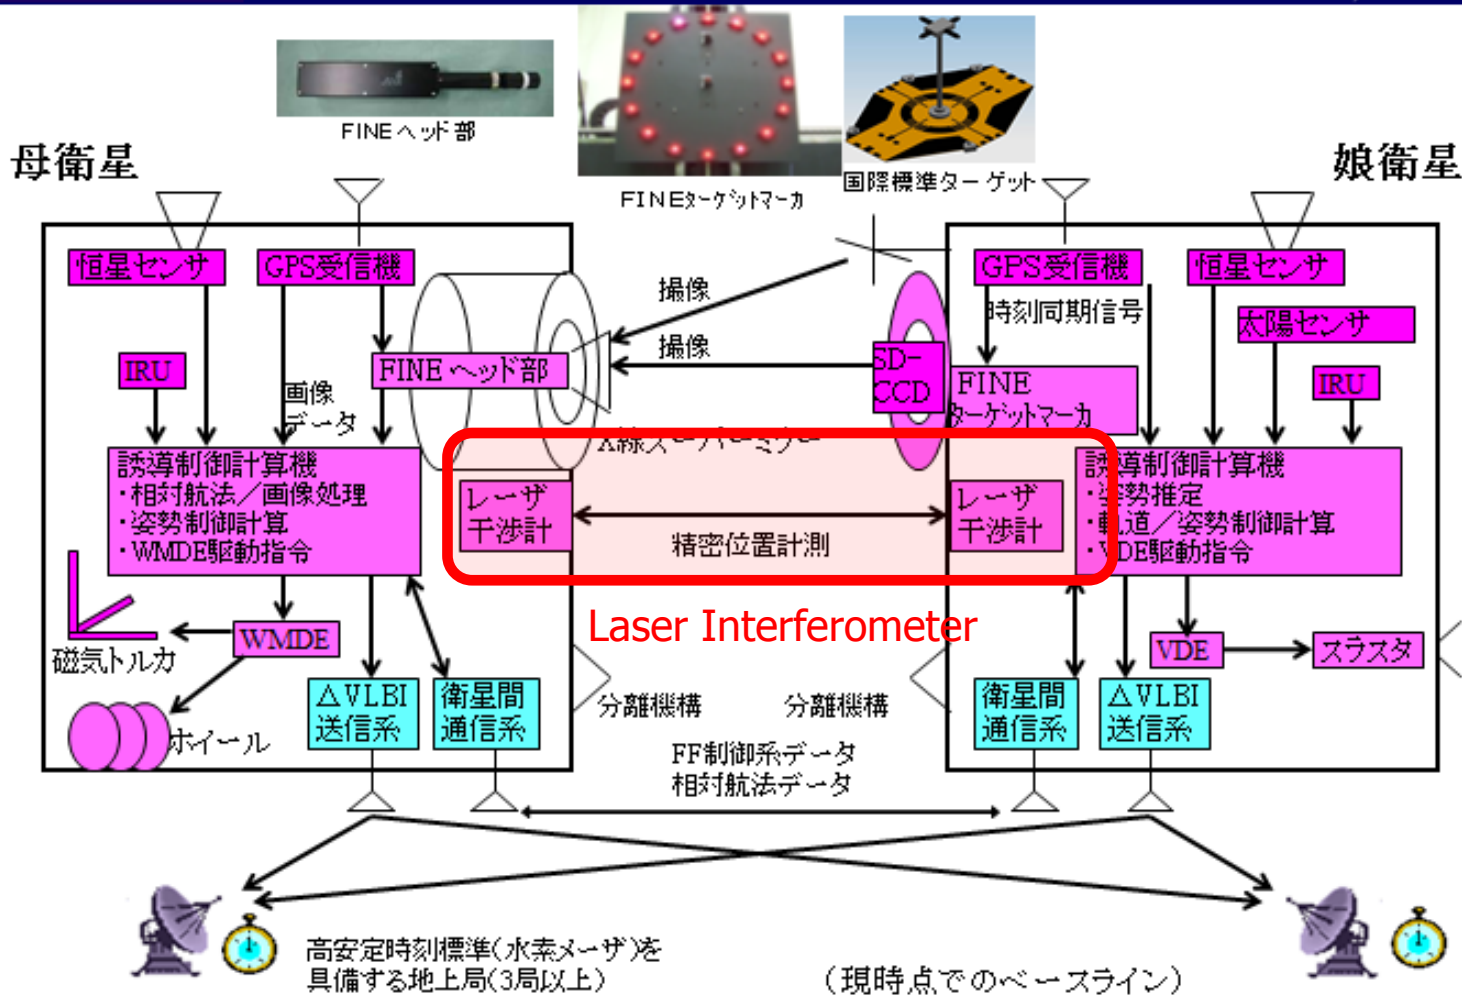 FINEヘッド部
FINEターゲットマーカ
国際標準ターゲット
母衛星
娘衛星
恒星センサ
GPS受信機
IRU
画像
データ
FINEヘッド部
撮像
撮像
X線スーパーミラー
SD-
CCD
GPS受信機
時刻同期信号
恒星センサ
太陽センサ
IRU
FINE
ターゲットマーカ
誘導制御計算機
・相対航法/画像処理
・姿勢制御計算
・WMDE駆動指令
レーザ
干渉計
精密位置計測
レーザ
干渉計
誘導制御計算機
・姿勢推定
・軌道/姿勢制御計算
・VDE駆動指令
Laser Interferometer
WMDE
磁気トルカ
ホイール
△VLBI
送信系
衛星間
通信系
分離機構
分離機構
VDE
スラスタ
衛星間
通信系
△VLBI
送信系
FF制御系データ
相対航法データ
高安定時刻標準(水素メーザ)を
具備する地上局(3局以上)
(現時点でのベースライン)